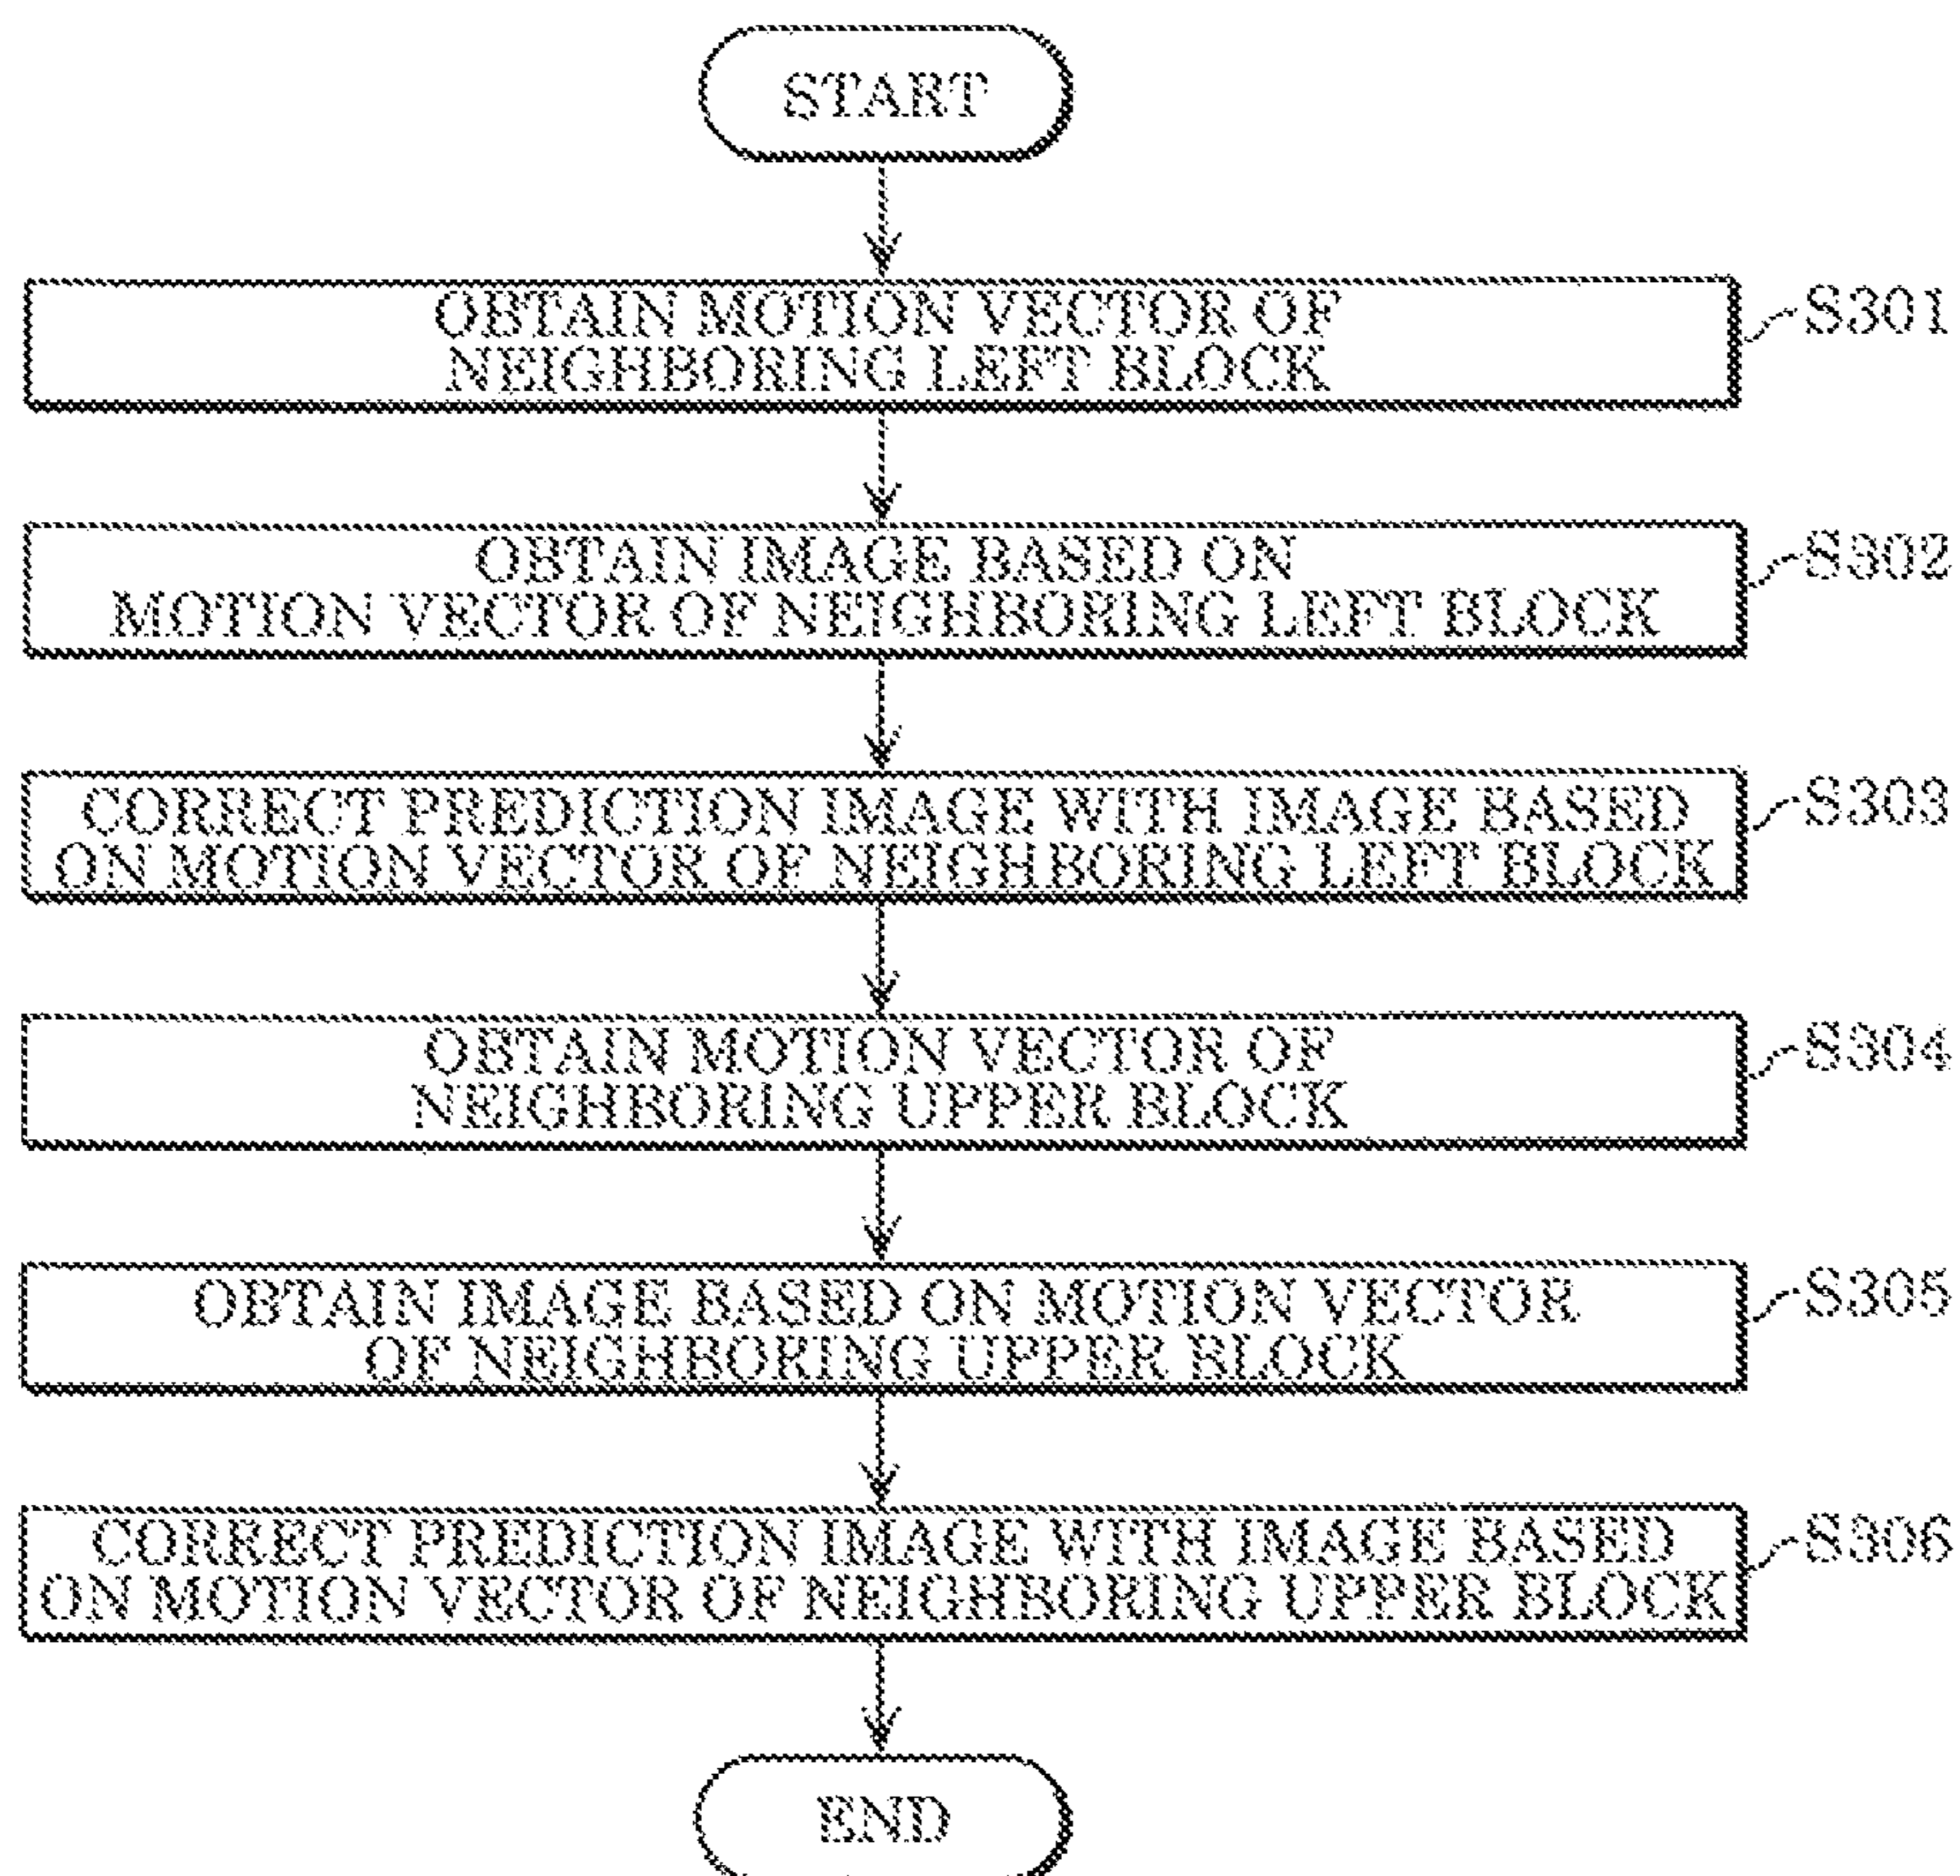 START
OBTAIN MOTION VECTOR OF
NEIGHBORING LEFT BLOCK
S301
OBTAIN IMAGE BASED ON
MOTION VECTOR OF NEIGHBORING LEFT BLOCK
S302
CORRECT PREDICTION IMAGE WITH IMAGE BASED
ON MOTION VECTOR OF NEIGHBORING LEFT BLOCK
S303
OBTAIN MOTION VECTOR OF
NEIGHBORING UPPER BLOCK
S304
OBTAIN IMAGE BASED ON MOTION VECTOR
OF NEIGHBORING UPPER BLOCK
S305
CORRECT PREDICTION IMAGE WITH IMAGE BASED
ON MOTION VECTOR OF NEIGHBORING UPPER BLOCK
S306
END